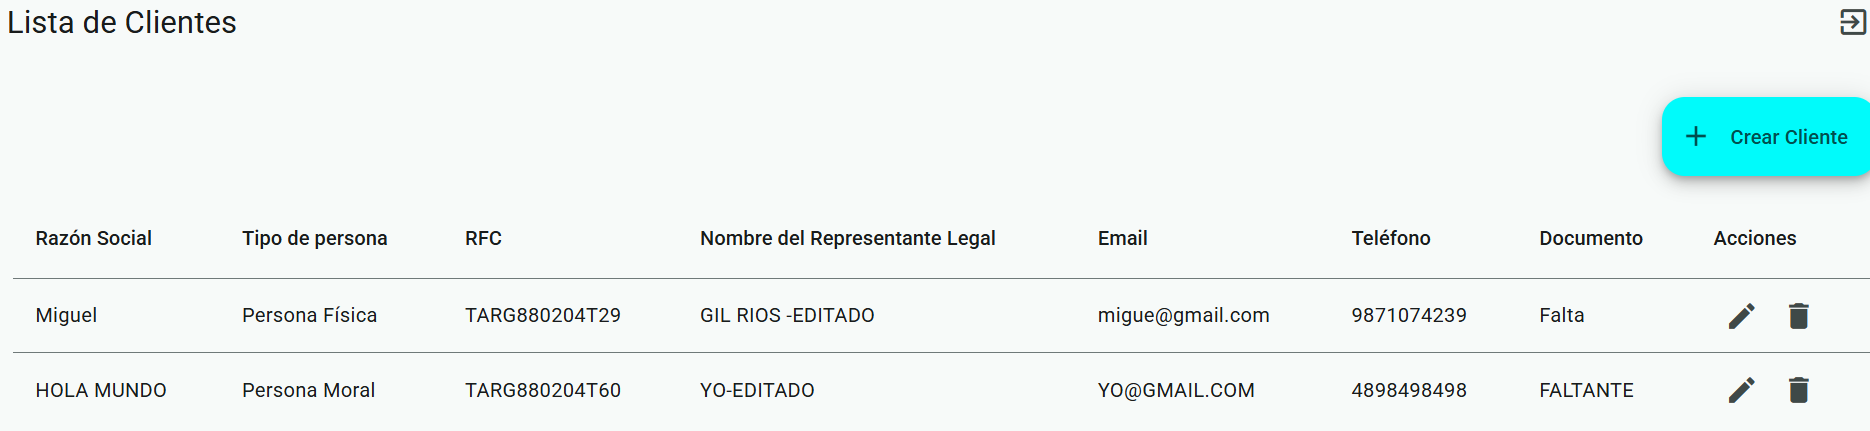 Lista de Clientes
Crear Cliente
Razón Social Tipo de persona RFC Nombre del Representante Legal Email Teléfono Documento Acciones
Miguel Persona Física TARG880204T29 GIL RIOS -EDITADO migue@gmail.com 9871074239 Falta
HOLA MUNDO Persona Moral TARG880204T60 YO-EDITADO YO@GMAIL.COM 4898498498 FALTANTE